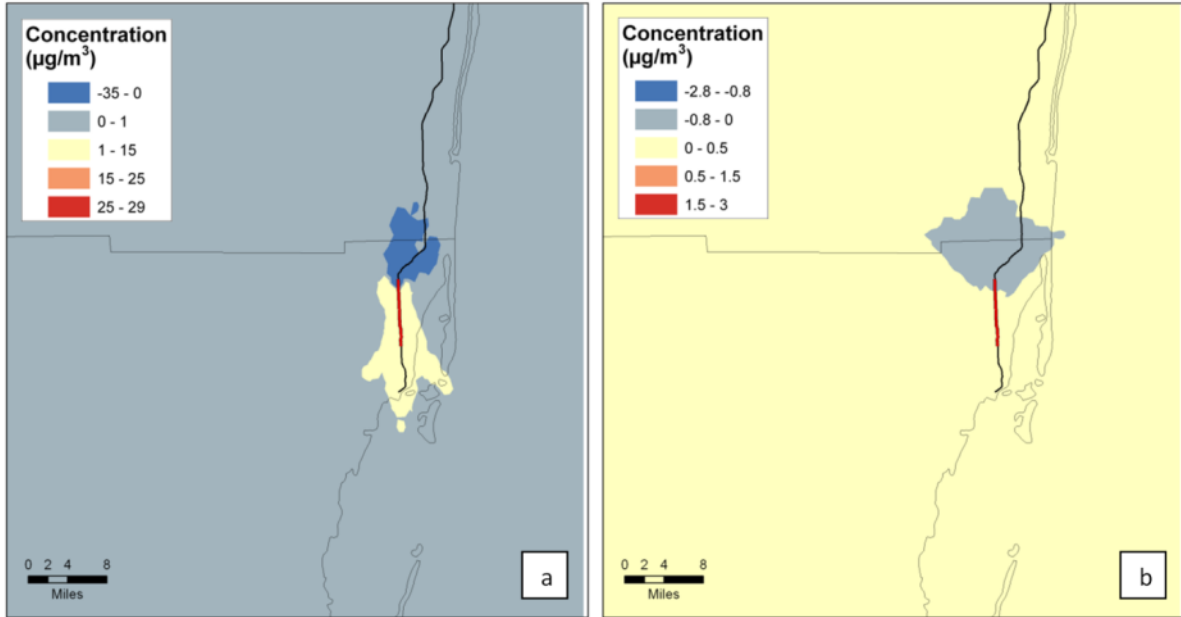 Concentration
(µg/m³)
-35 - 0
0 - 1
1 - 15
15 - 25
25 - 29
0 2 4 8
Miles
a
Concentration
(µg/m³)
-2.8 - -0.8
-0.8 - 0
0 - 0.5
0.5 - 1.5
1.5 - 3
0 2 4 8
Miles
b